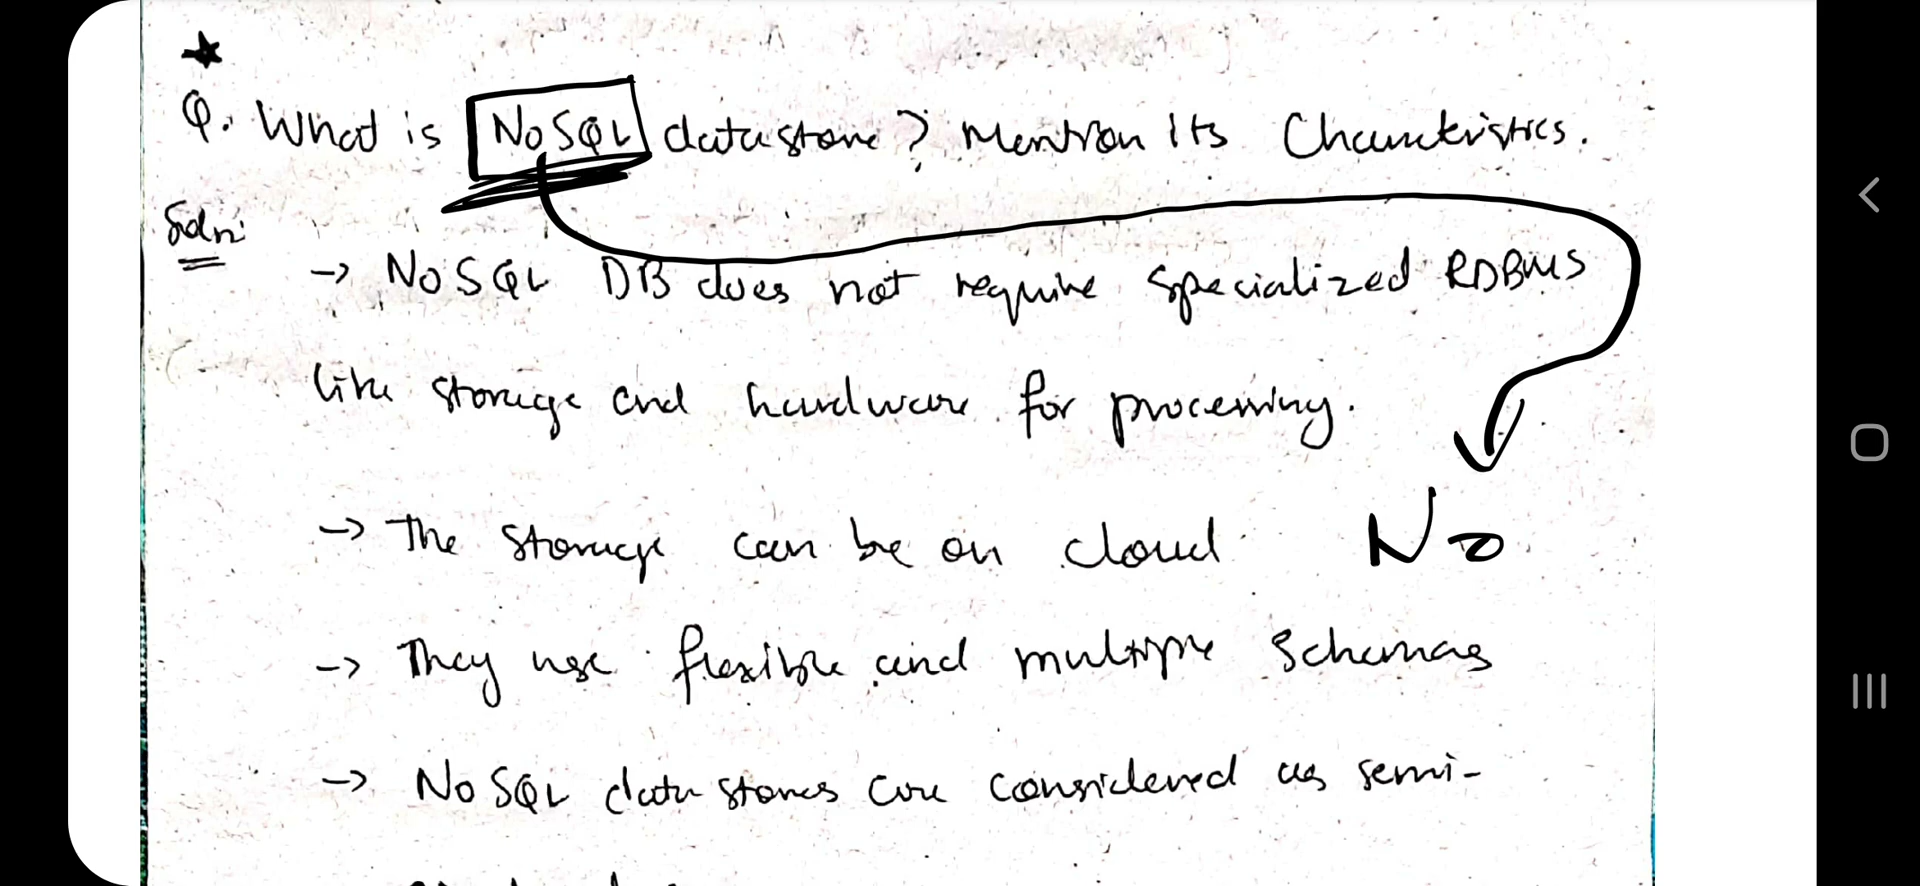 Q. What is NoSQL data store? Mention its Characteristics.
Soln:
→ NoSQL DB does not require specialized RDBMS
like storage and hardware for processing.
→ The storage can be on cloud
No
→ They use flexible and multiple schemas
→ NoSQL data stores are considered as semi-